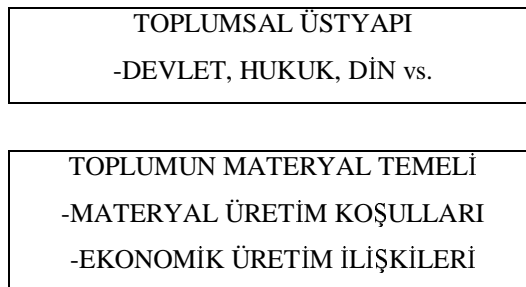 TOPLUMSAL ÜSTYAPI
-DEVLET, HUKUK, DİN vs.
TOPLUMUN MATERYAL TEMELİ
-MATERYAL ÜRETİM KOŞULLARI
-EKONOMİK ÜRETİM İLİŞKİLERİ